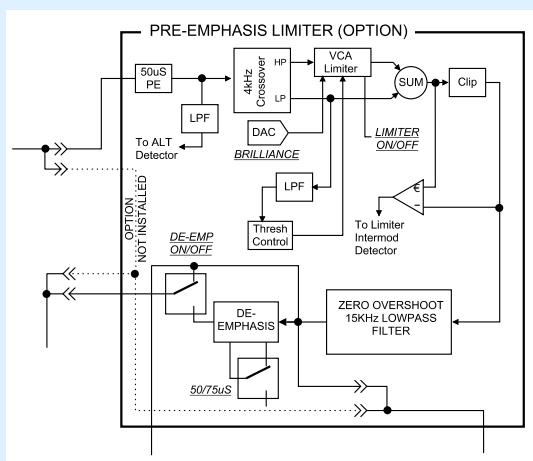 PRE-EMPHASIS LIMITER (OPTION)
50uS
PE
4kHz
Crossover
HP
LP
VCA
Limiter
SUM
Clip
LPF
DAC
To ALT
Detector
BRILLIANCE
LIMITER
ON/OFF
LPF
Thresh
Control
€
-
To Limiter
Intermod
Detector
OPTION
NOT INSTALLED
DE-EMP
ON/OFF
DE-
EMPHASIS
ZERO OVERSHOOT
15KHz LOWPASS
FILTER
50/75uS